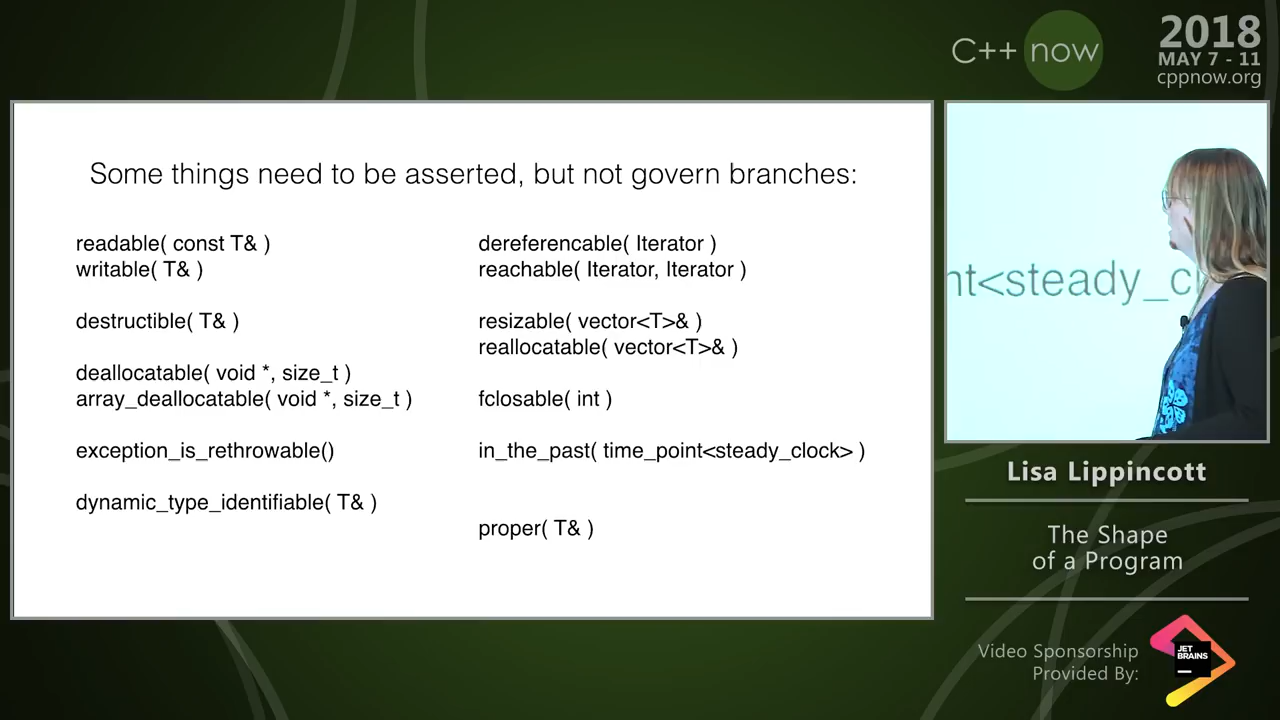 C++ now
2018
MAY 7 - 11
cppnow.org
Some things need to be asserted, but not govern branches:
readable( const T& )
writable( T& )
destructible( T& )
deallocatable( void *, size_t )
array_deallocatable( void *, size_t )
exception_is_rethrowable()
dynamic_type_identifiable( T& )
dereferencable( Iterator )
reachable( Iterator, Iterator )
resizable( vector<T>& )
reallocatable( vector<T>& )
fclosable( int )
in_the_past( time_point<steady_clock> )
proper( T& )
nt<steady_cl
Lisa Lippincott
The Shape
of a Program
Video Sponsorship
Provided By:
JET
BRAINS